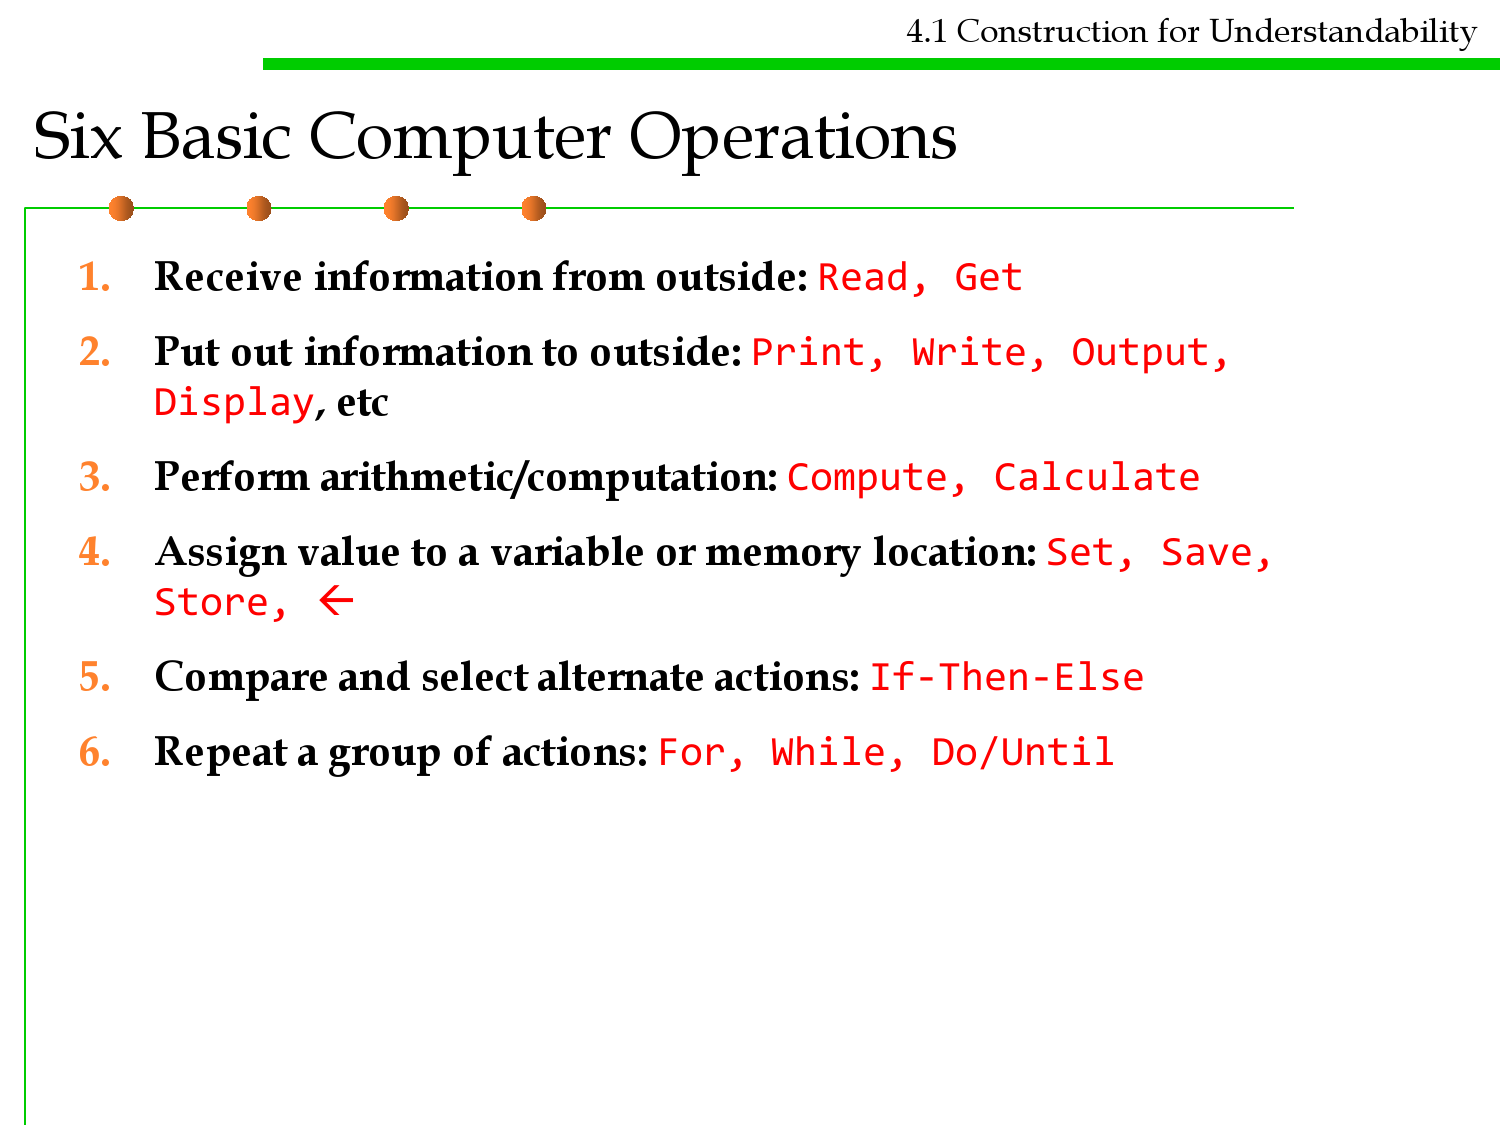 4.1 Construction for Understandability
Six Basic Computer Operations
1. Receive information from outside: Read, Get
2. Put out information to outside: Print, Write, Output,
Display, etc
3. Perform arithmetic/computation: Compute, Calculate
4. Assign value to a variable or memory location: Set, Save,
Store, ←
5. Compare and select alternate actions: If-Then-Else
6. Repeat a group of actions: For, While, Do/Until